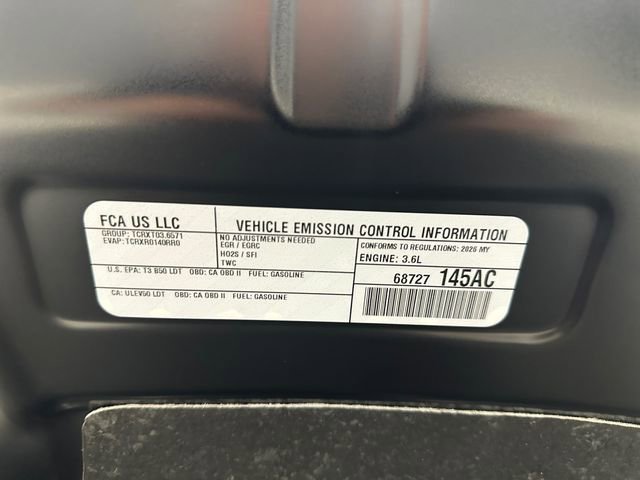 FCA US LLC
GROUP: TCRXT03.6571
EVAP: TCRXR0140RR0
VEHICLE EMISSION CONTROL INFORMATION
NO ADJUSTMENTS NEEDED
EGR / EGRC
HO2S / SFI
TWC
CONFORMS TO REGULATIONS: 2026 MY
ENGINE: 3.6L
U.S. EPA: T3 B50 LDT OBD: CA OBD II FUEL: GASOLINE
CA: ULEV50 LDT OBD: CA OBD II FUEL: GASOLINE
68727 145AC